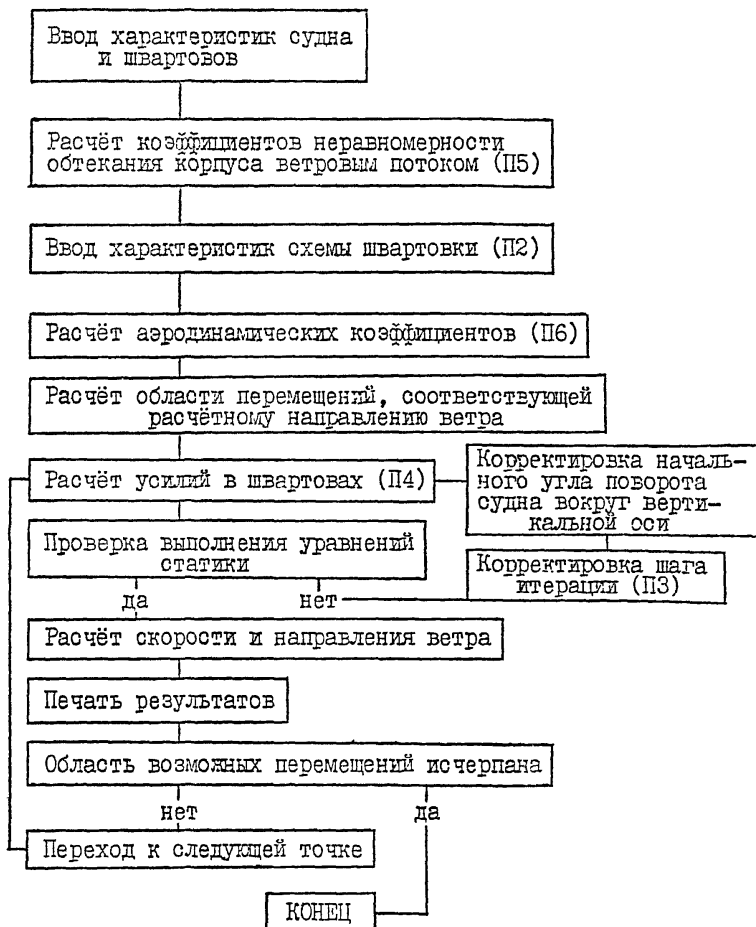 Ввод характеристик судна
и швартовов
Расчёт коэффициентов неравномерности
обтекания корпуса ветровым потоком (П5)
Ввод характеристик схемы швартовки (П2)
Расчёт аэродинамических коэффициентов (П6)
Расчёт области перемещений, соответствующей
расчётному направлению ветра
Расчёт усилий в швартовах (П4)
Корректировка началь-
ного угла поворота
судна вокруг верти-
кальной оси
Проверка выполнения уравнений
статики
Корректировка шага
итерации (П3)
да
нет
Расчёт скорости и направления ветра
Печать результатов
Область возможных перемещений исчерпана
нет
да
Переход к следующей точке
КОНЕЦ